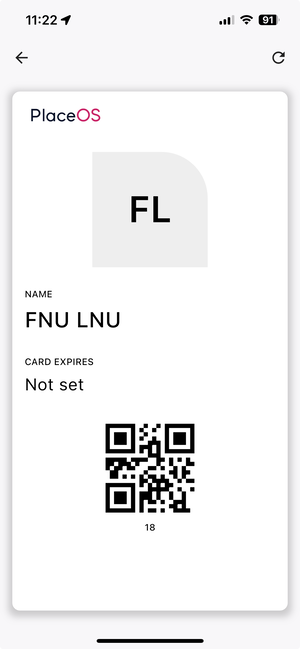 11:22
91
PlaceOS
FL
NAME
FNU LNU
CARD EXPIRES
Not set
18